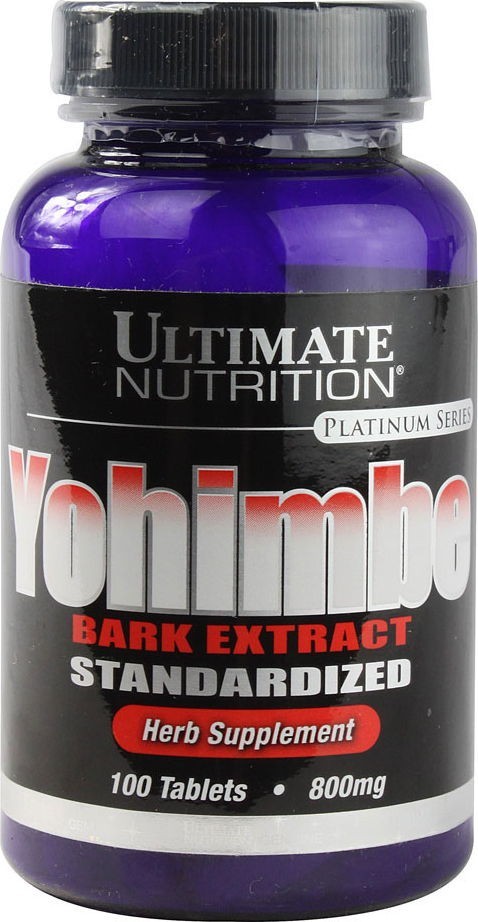 ULTIMATE
NUTRITION®
PLATINUM SERIES
Yohimbe
BARK EXTRACT
STANDARDIZED
Herb Supplement
100 Tablets • 800mg